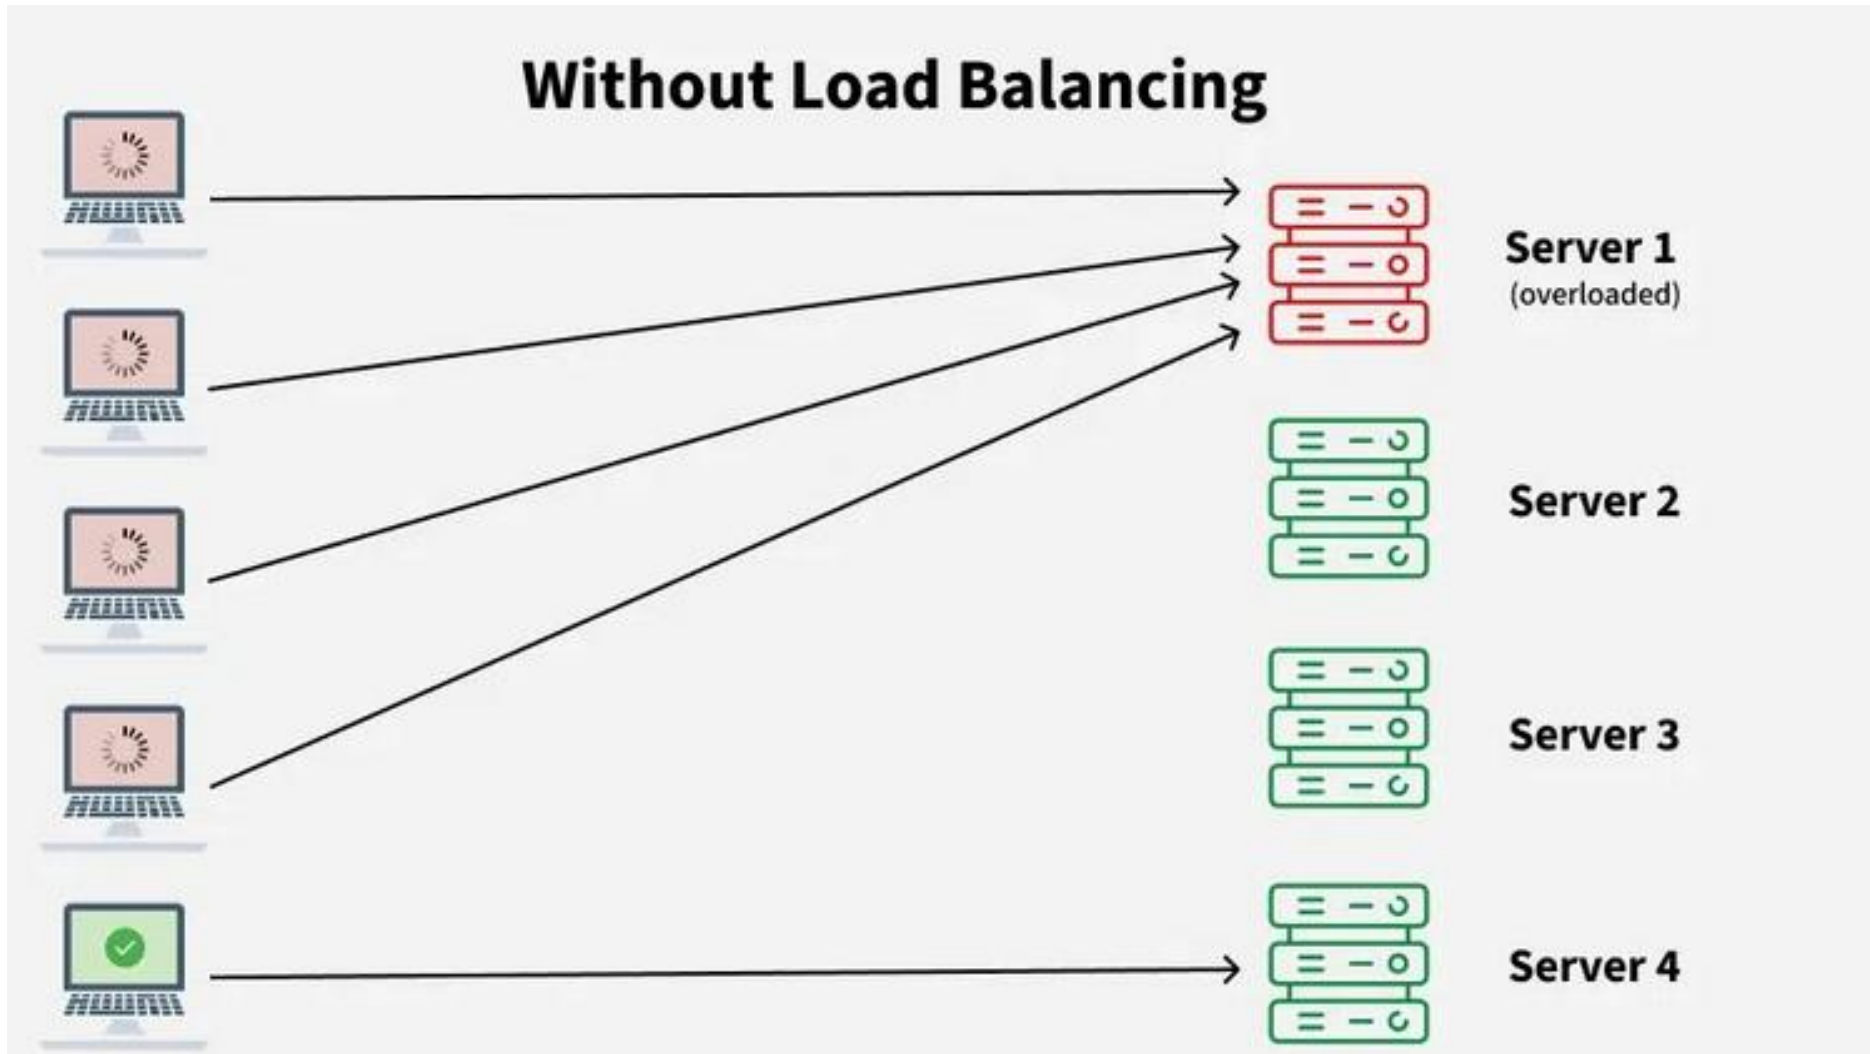 Without Load Balancing
Server 1
(overloaded)
Server 2
Server 3
Server 4